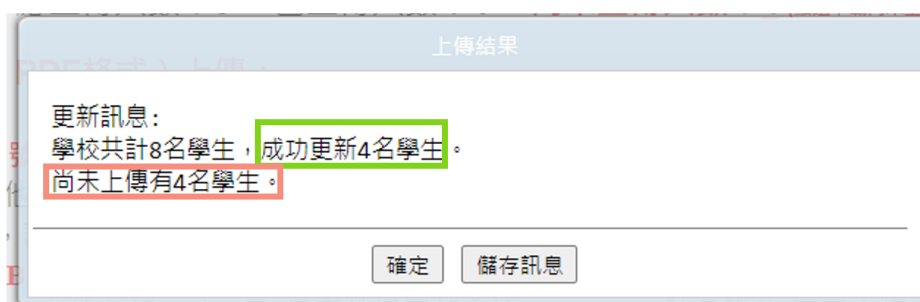 上傳結果
更新訊息:
學校共計8名學生，成功更新4名學生。
尚未上傳有4名學生。
確定
儲存訊息